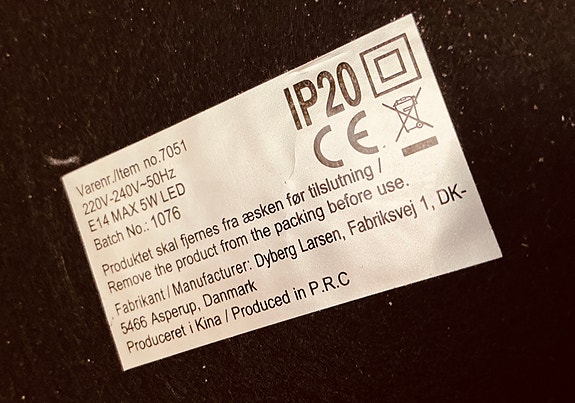 IP20
CE
Varenr./Item no.7051
220V-240V~50Hz
E14 MAX 5W LED
Batch No.: 1076
Produktet skal fjernes fra æsken før tilslutning /
Remove the product from the packing before use.
Fabrikant / Manufacturer: Dyberg Larsen, Fabriksvej 1, DK-
5466 Asperup, Danmark
Produceret i Kina / Produced in P.R.C